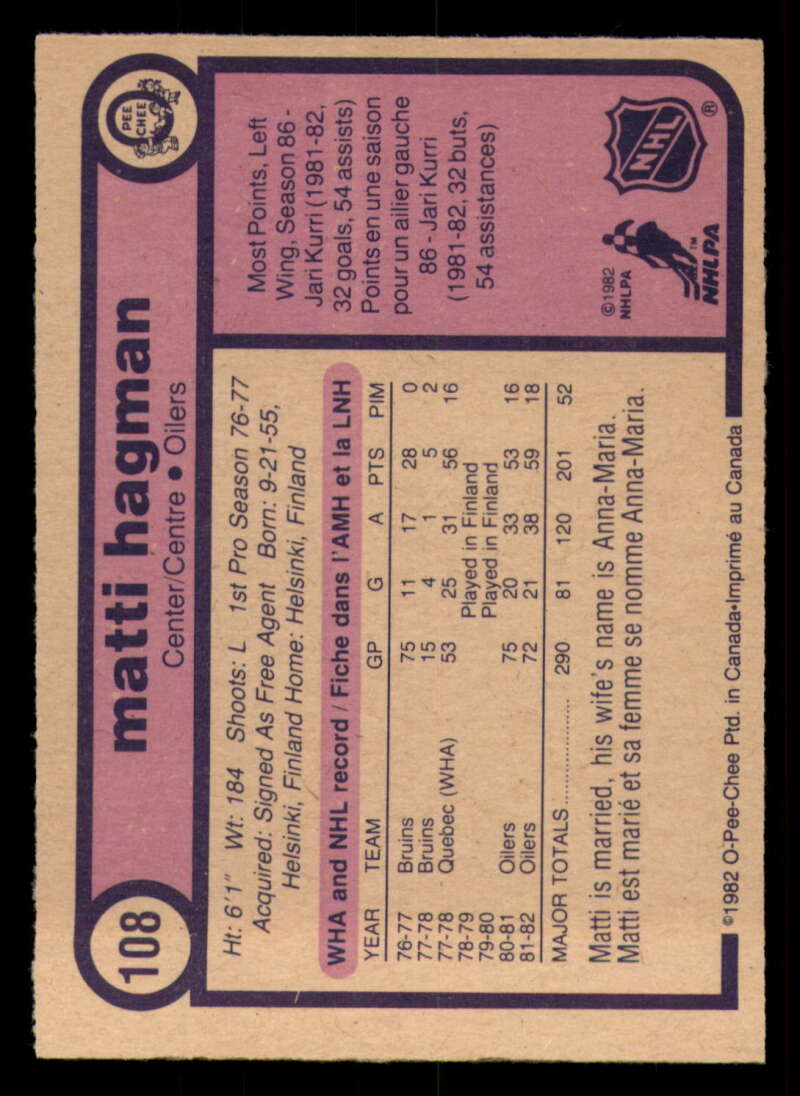 108
matti hagman
Center/Centre • Oilers
O
PEE
CHEE
Ht: 6'1" Wt: 184 Shoots: L 1st Pro Season 76-77
Acquired: Signed As Free Agent Born: 9-21-55,
Helsinki, Finland Home: Helsinki, Finland
WHA and NHL record / Fiche dans l'AMH et la LNH
YEAR TEAM GP G A PTS PIM
76-77 Bruins 75 11 17 28 0
77-78 Bruins 15 4 1 5 2
77-78 Quebec (WHA) 53 25 31 56 16
78-79 Played in Finland
79-80 Played in Finland
80-81 Oilers 75 20 33 53 16
81-82 Oilers 72 21 38 59 18
MAJOR TOTALS.................. 290 81 120 201 52
Matti is married, his wife's name is Anna-Maria.
Matti est marié et sa femme se nomme Anna-Maria.
Most Points, Left
Wing, Season 86 -
Jari Kurri (1981-82,
32 goals, 54 assists)
Points en une saison
pour un ailier gauche
86 - Jari Kurri
(1981-82, 32 buts,
54 assistances)
©1982
NHLPA
NHLPA™
NHL®
©1982 O-Pee-Chee Ptd. in Canada•Imprimé au Canada